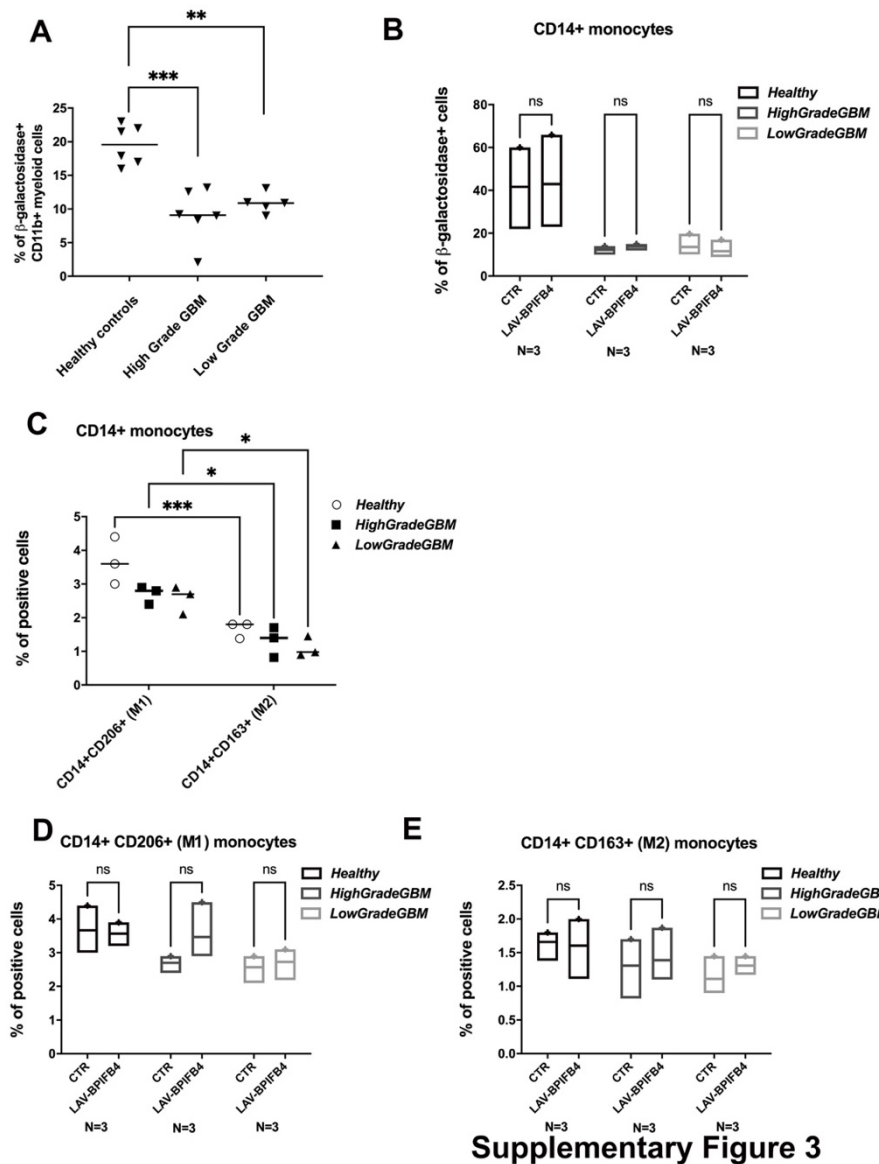 A
**
***
% of β-galactosidase+
CD11b+ myeloid cells
25
20
15
10
5
0
Healthy controls
High Grade GBM
Low Grade GBM
B
CD14+ monocytes
Healthy
HighGradeGBM
LowGradeGBM
ns
ns
ns
% of β-galactosidase+ cells
80
60
40
20
0
CTR
LAV-BPIFB4
CTR
LAV-BPIFB4
CTR
LAV-BPIFB4
N=3
N=3
N=3
C
CD14+ monocytes
*
*
***
Healthy
HighGradeGBM
LowGradeGBM
% of positive cells
5
4
3
2
1
0
CD14+CD206+ (M1)
CD14+CD163+ (M2)
D
CD14+ CD206+ (M1) monocytes
Healthy
HighGradeGBM
LowGradeGBM
ns
ns
ns
% of positive cells
5
4
3
2
1
0
CTR
LAV-BPIFB4
CTR
LAV-BPIFB4
CTR
LAV-BPIFB4
N=3
N=3
N=3
E
CD14+ CD163+ (M2) monocytes
Healthy
HighGradeGB
LowGradeGBI
ns
ns
ns
% of positive cells
2.5
2.0
1.5
1.0
0.5
0.0
CTR
LAV-BPIFB4
CTR
LAV-BPIFB4
CTR
LAV-BPIFB4
N=3
N=3
N=3
Supplementary Figure 3